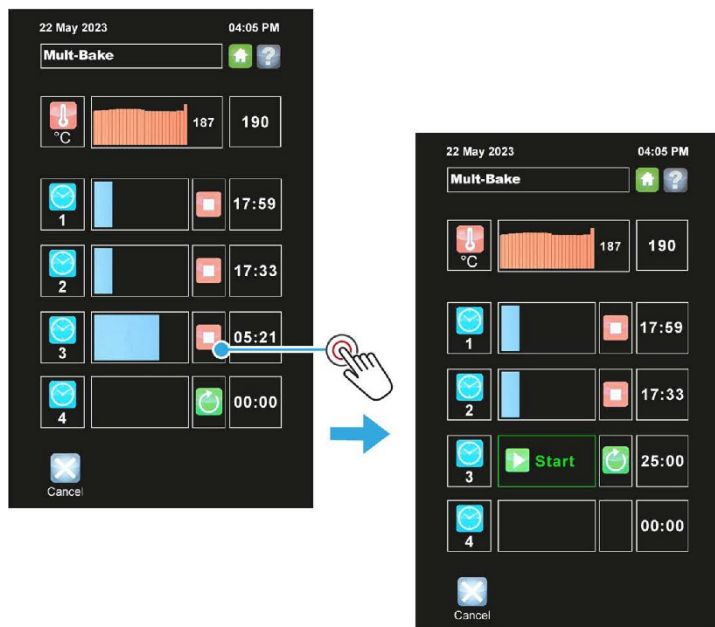 22 May 2023 04:05 PM
Mult-Bake
?
°C 187 190
1 17:59
2 17:33
3 05:21
4 00:00
Cancel
22 May 2023 04:05 PM
Mult-Bake
?
°C 187 190
1 17:59
2 17:33
3 Start 25:00
4 00:00
Cancel